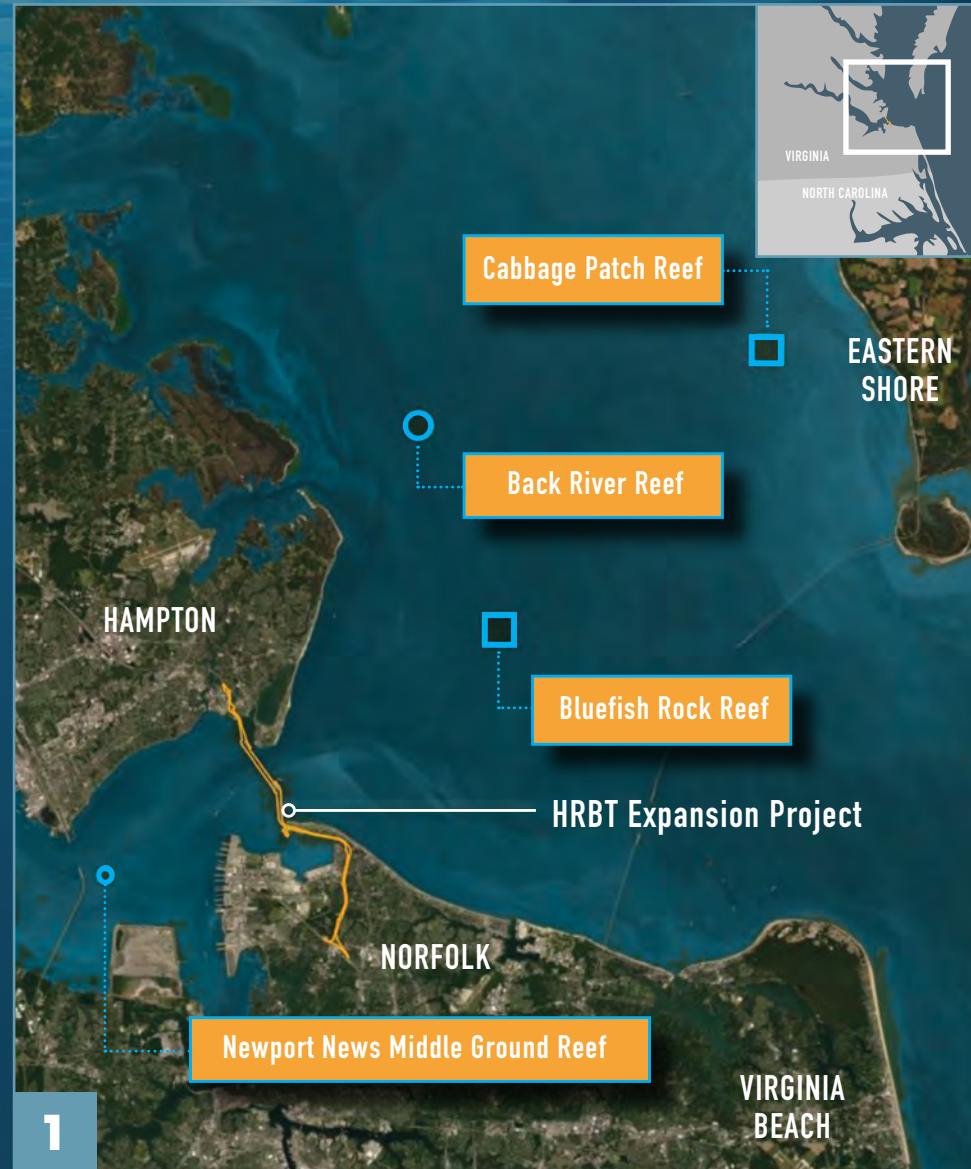 VIRGINIA
NORTH CAROLINA
Cabbage Patch Reef
EASTERN
SHORE
Back River Reef
HAMPTON
Bluefish Rock Reef
HRBT Expansion Project
NORFOLK
Newport News Middle Ground Reef
VIRGINIA
BEACH
1